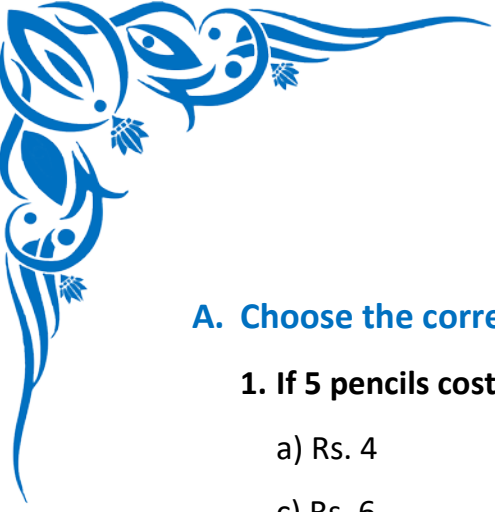 A. Choose the corre
1. If 5 pencils cost
a) Rs. 4
c) Rs. 6